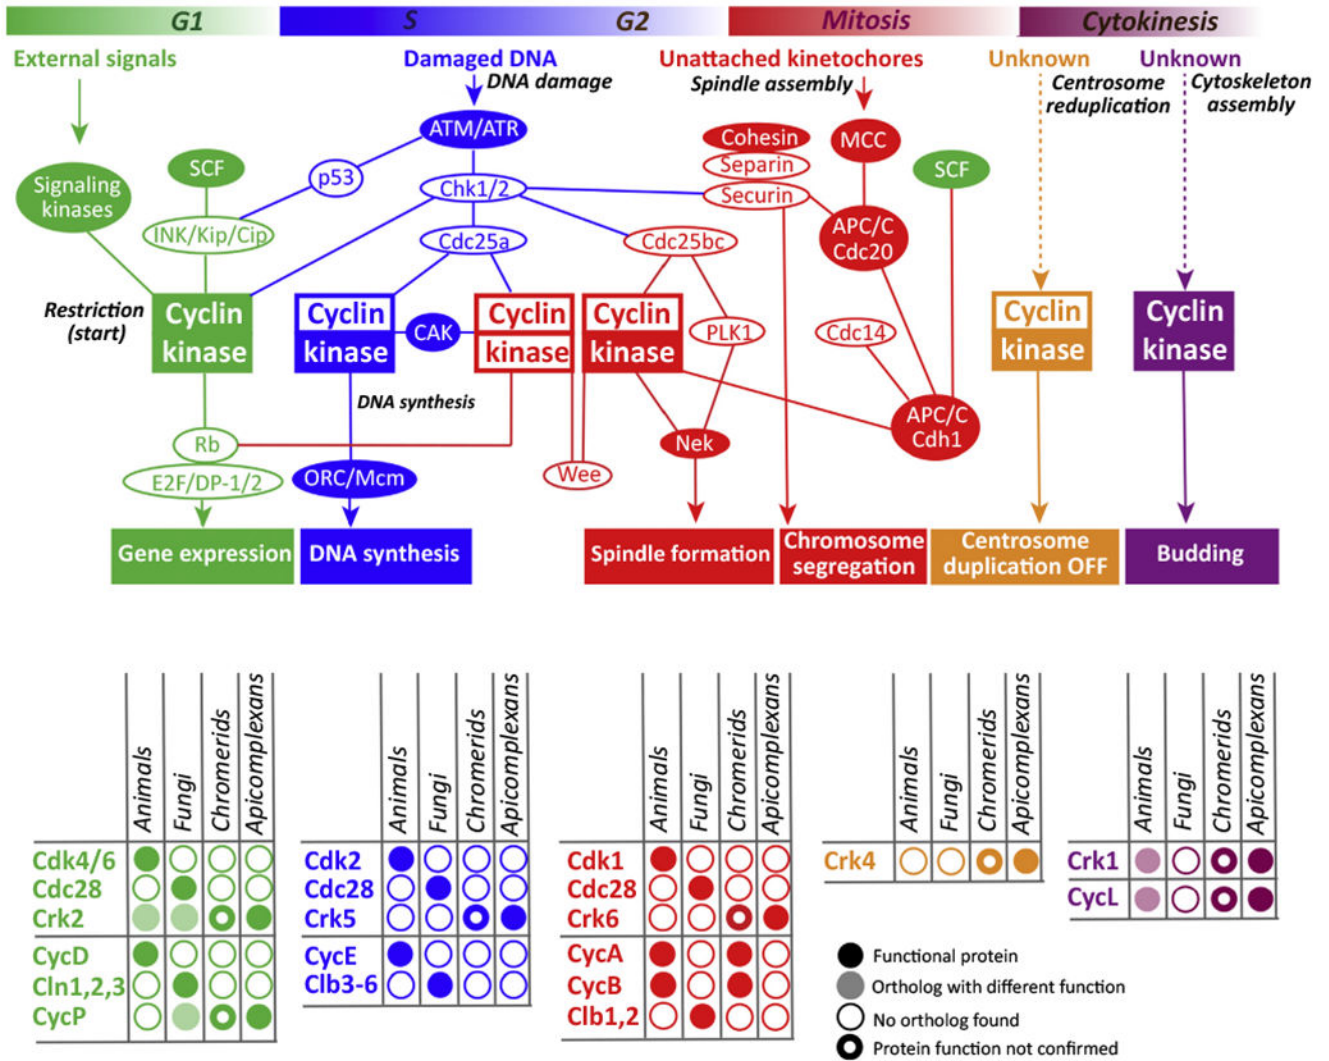 G1
S
G2
Mitosis
Cytokinesis
External signals
Damaged DNA
Unattached kinetochores
Unknown
Unknown
DNA damage
Spindle assembly
Centrosome
reduplication
Cytoskeleton
assembly
ATM/ATR
Cohesin
MCC
SCF
Separin
SCF
Signaling
kinases
p53
Chk1/2
Securin
INK/Kip/Cip
Cdc25a
Cdc25bc
APC/C
Cdc20
Restriction
(start)
Cyclin
kinase
Cyclin
kinase
CAK
Cyclin
kinase
Cyclin
kinase
PLK1
Cdc14
Cyclin
kinase
Cyclin
kinase
DNA synthesis
Rb
Nek
APC/C
Cdh1
E2F/DP-1/2
ORC/Mcm
Wee
Gene expression
DNA synthesis
Spindle formation
Chromosome
segregation
Centrosome
duplication OFF
Budding
Animals
Fungi
Chromerids
Apicomplexans
Cdk4/6
Cdc28
Crk2
CycD
Cln1,2,3
CycP
Animals
Fungi
Chromerids
Apicomplexans
Cdk2
Cdc28
Crk5
CycE
Clb3-6
Animals
Fungi
Chromerids
Apicomplexans
Cdk1
Cdc28
Crk6
CycA
CycB
Clb1,2
Animals
Fungi
Chromerids
Apicomplexans
Crk4
Animals
Fungi
Chromerids
Apicomplexans
Crk1
CycL
Functional protein
Ortholog with different function
No ortholog found
Protein function not confirmed